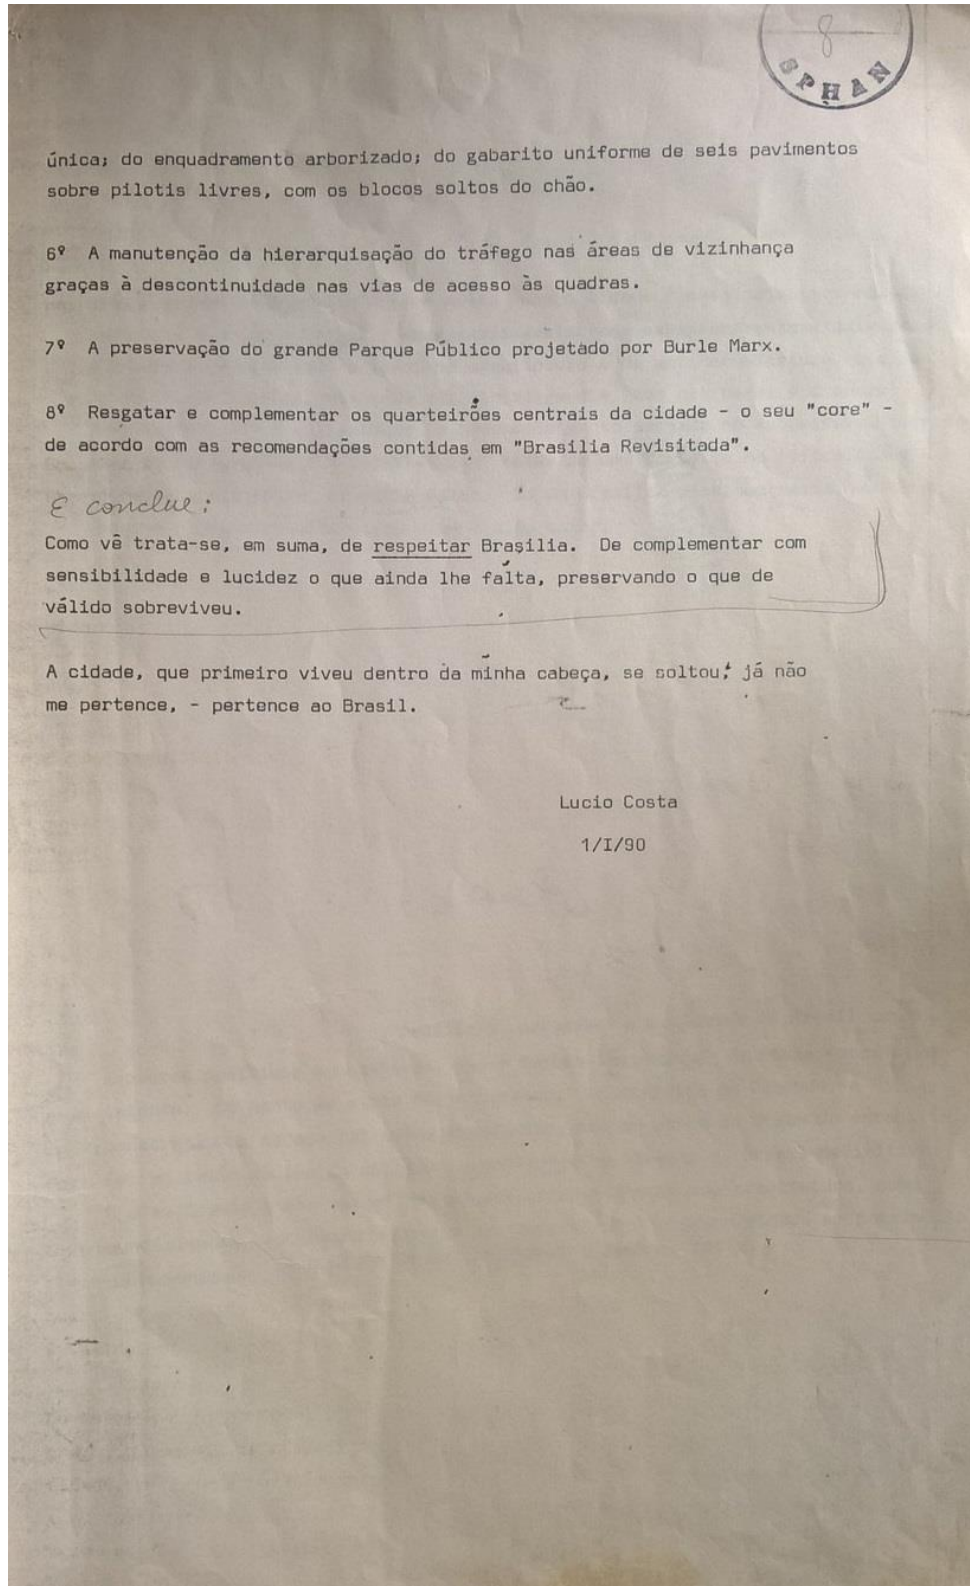 8
SPHAN
única; do enquadramento arborizado; do gabarito uniforme de seis pavimentos
sobre pilotis livres, com os blocos soltos do chão.
6º A manutenção da hierarquisação do tráfego nas áreas de vizinhança
graças à descontinuidade nas vias de acesso às quadras.
7º A preservação do grande Parque Público projetado por Burle Marx.
8º Resgatar e complementar os quarteirões centrais da cidade - o seu "core" -
de acordo com as recomendações contidas em "Brasilia Revisitada".
E conclue:
Como vê trata-se, em suma, de respeitar Brasilia. De complementar com
sensibilidade e lucidez o que ainda lhe falta, preservando o que de
válido sobreviveu.
A cidade, que primeiro viveu dentro da minha cabeça, se soltou, já não
me pertence, - pertence ao Brasil.
Lucio Costa
1/I/90